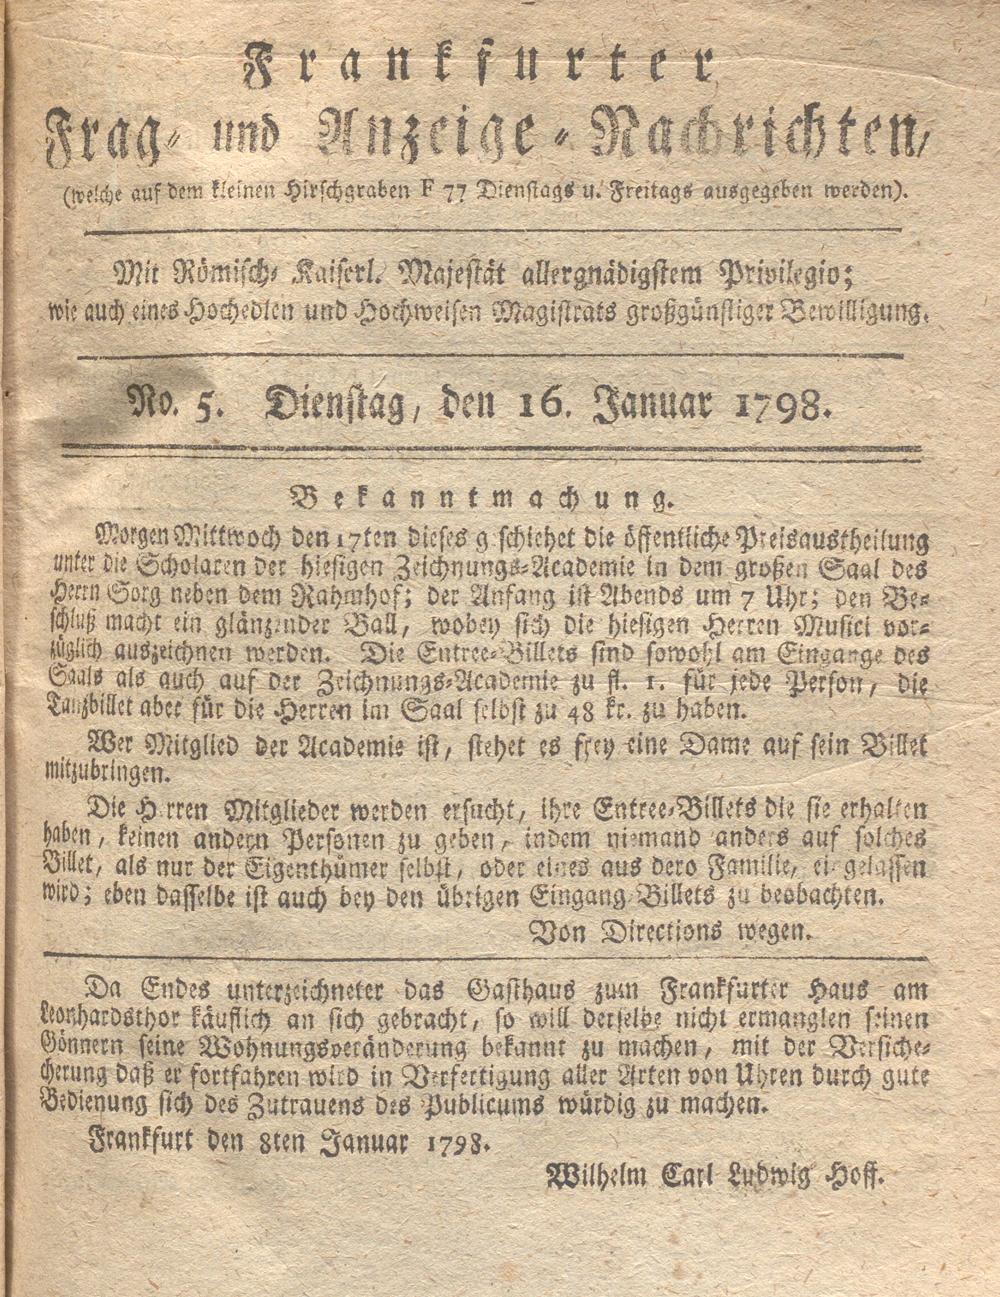 Frankfurter
Frag- und Anzeige-Nachrichten,
(welche auf dem kleinen Hirschgraben F 77 Dienstags u. Freitags ausgegeben werden).
Mit Römisch- Kaiserl. Majestät allergnädigstem Privilegio;
wie auch eines Hochedlen und Hochweisen Magistrats großgünstiger Bewilligung.
No. 5. Dienstag, den 16. Januar 1798.
Bekanntmachung.
Morgen Mittwoch den 17ten dieses g schiehet die öffentliche Preisaustheilung
unter die Scholaren der hiesigen Zeichnungs-Academie in dem großen Saal des
Herrn Sorg neben dem Rahmhof; der Anfang ist Abends um 7 Uhr; den Be-
schluß macht ein glänzender Ball, wobey sich die hiesigen Herren Musici vor-
züglich auszeichnen werden. Die Entree-Billets sind sowohl am Eingange des
Saals als auch auf der Zeichnungs-Academie zu fl. 1. für jede Person, die
Tanzbillet aber für die Herren im Saal selbst zu 48 kr. zu haben.
Wer Mitglied der Academie ist, stehet es frey eine Dame auf sein Billet
mitzubringen.
Die H rren Mitglieder werden ersucht, ihre Entree-Billets die sie erhalten
haben, keinen andern Personen zu geben, indem niemand anders auf solches
Billet, als nur der Eigenthümer selbst, oder eines aus dero Familie, ei gelassen
wird; eben dasselbe ist auch bey den übrigen Eingang-Billets zu beobachten.
Von Directions wegen.
Da Endes unterzeichneter das Gasthaus zum Frankfurter Haus am
Leonhardsthor käuflich an sich gebracht, so will derselbe nicht ermanglen seinen
Gönnern seine Wohnungsveränderung bekannt zu machen, mit der Versiche-
cherung daß er fortfahren wird in Verfertigung aller Arten von Uhren durch gute
Bedienung sich des Zutrauens des Publicums würdig zu machen.
Frankfurt den 8ten Januar 1798.
Wilhelm Carl Ludwig Hoff.